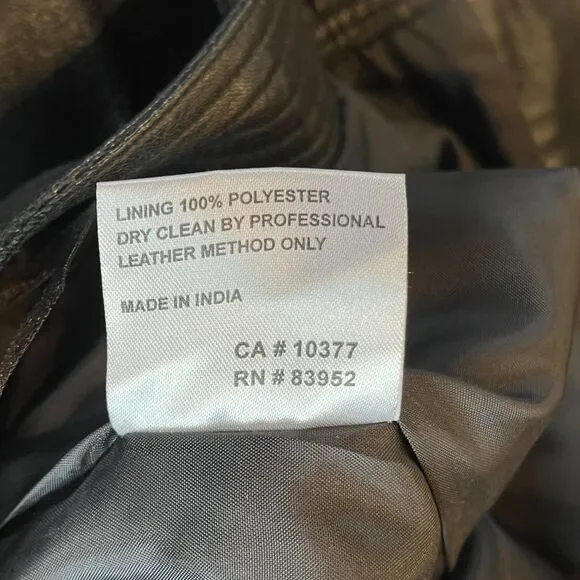 LINING 100% POLYESTER
DRY CLEAN BY PROFESSIONAL
LEATHER METHOD ONLY
MADE IN INDIA
CA # 10377
RN # 83952